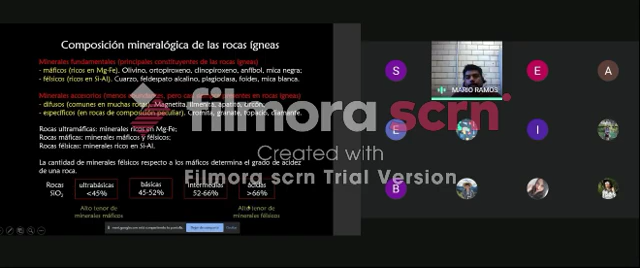 Composición mineralógica de las rocas ígneas
Minerales fundamentales (principales constituyentes de las rocas ígneas)
- máficos (ricos en Mg-Fe). Olivino, ortopiroxeno, clinopiroxeno, anfíbol, mica negra;
- félsicos (ricos en Si-Al). Cuarzo, feldespato alcalino, plagioclasa, foides, mica blanca.
Minerales accesorios
- difusos (comunes en muchas rocas). Magnetita, ilmenita, apatito, zircón.
- específicos (en rocas de composición peculiar). Cromita, granate, topacio, diamante.
Rocas ultramáficas: minerales ricos en Mg-Fe;
Rocas máficas: minerales máficos y félsicos;
Rocas félsicas: minerales ricos en Si-Al.
La cantidad de minerales félsicos respecto a los máficos determina el grado de acidez
de una roca.
Rocas ultrabásicas básicas intermedias ácidas
SiO2 <45% 45-52% 52-66% >66%
Alto tenor de Alto tenor de
minerales máficos minerales félsicos
S
MARIO RAMOS
E
A
E
I
B
filmora scrn
Created with
Filmora scrn Trial Version